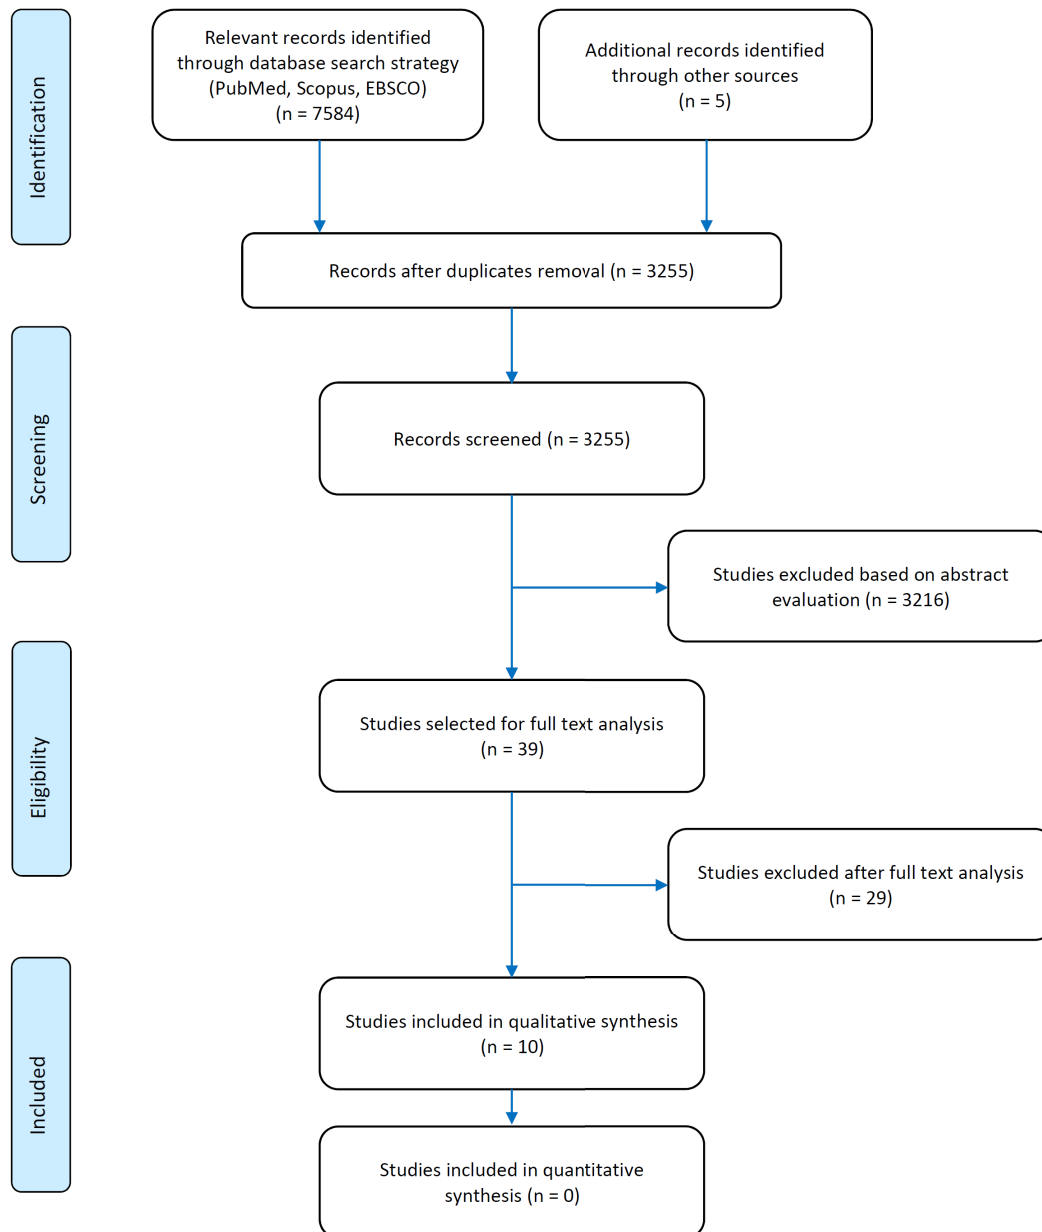 Identification
Relevant records identified
through database search strategy
(PubMed, Scopus, EBSCO)
(n = 7584)
Additional records identified
through other sources
(n = 5)
Records after duplicates removal (n = 3255)
Screening
Records screened (n = 3255)
Studies excluded based on abstract
evaluation (n = 3216)
Eligibility
Studies selected for full text analysis
(n = 39)
Studies excluded after full text analysis
(n = 29)
Included
Studies included in qualitative synthesis
(n = 10)
Studies included in quantitative
synthesis (n = 0)